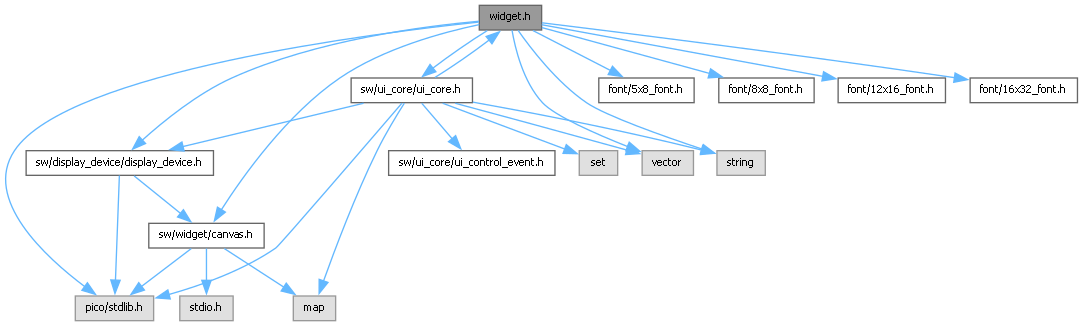 widget.h
sw/ui_core/ui_core.h
font/5x8_font.h
font/8x8_font.h
font/12x16_font.h
font/16x32_font.h
sw/display_device/display_device.h
sw/ui_core/ui_control_event.h
set
vector
string
sw/widget/canvas.h
pico/stdlib.h
stdio.h
map